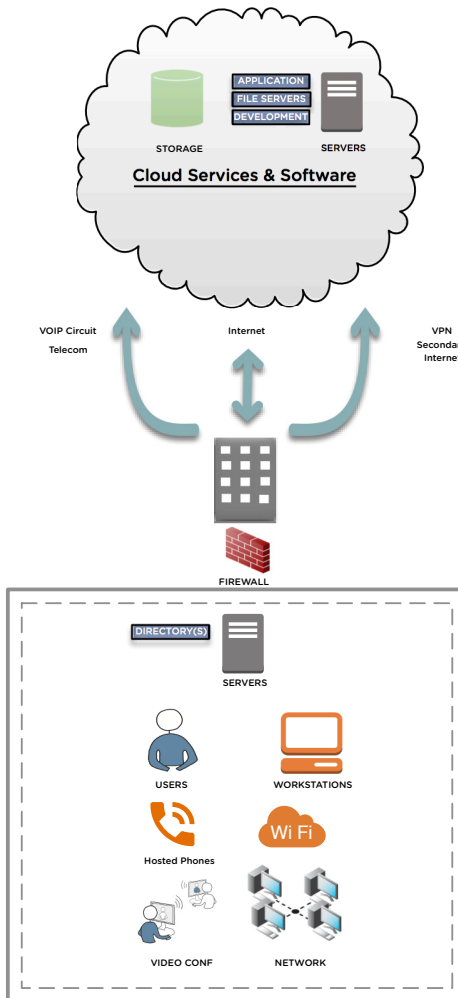 APPLICATION
FILE SERVERS
DEVELOPMENT
STORAGE
SERVERS
Cloud Services & Software
VOIP Circuit
Telecom
Internet
VPN
Internet
FIREWALL
DIRECTORY(S)
SERVERS
USERS
WORKSTATIONS
Hosted Phones
Wi Fi
VIDEO CONF
NETWORK